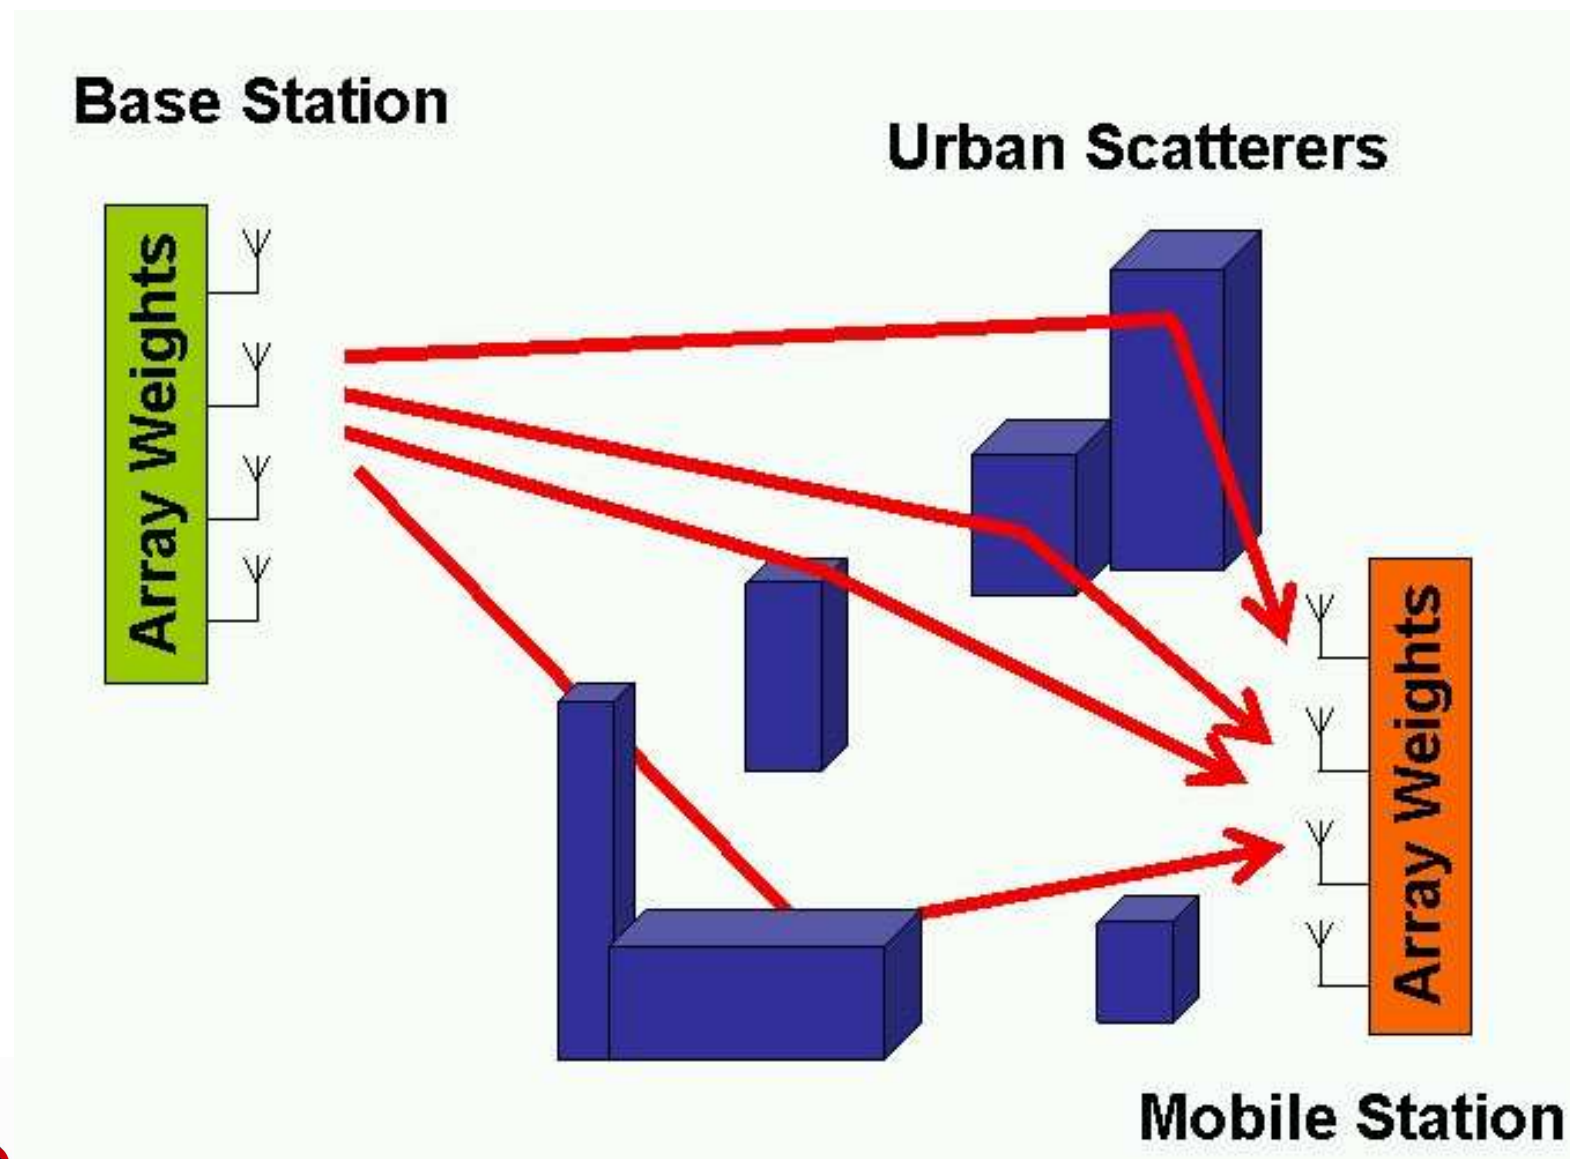 Base Station
Urban Scatterers
Array Weights
Array Weights
Mobile Station